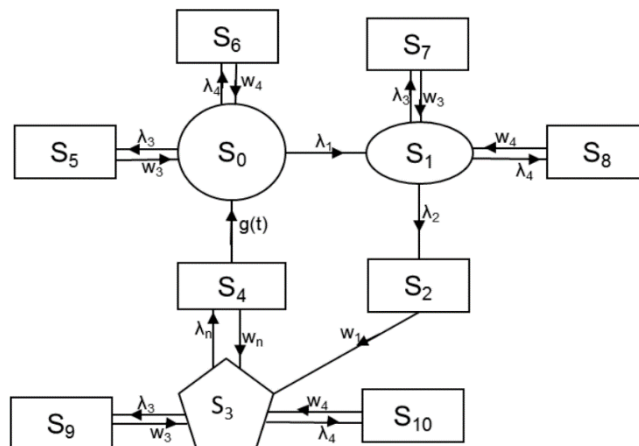 S₆
S₇
λ₄ w₄
λ₃ w₃
S₅
λ₃
w₃
S₀
λ₁
S₁
w₄
λ₄
S₈
g(t)
λ₂
S₄
S₂
λₙ wₙ
w₁
S₉
λ₃
w₃
S₃
w₄
λ₄
S₁₀